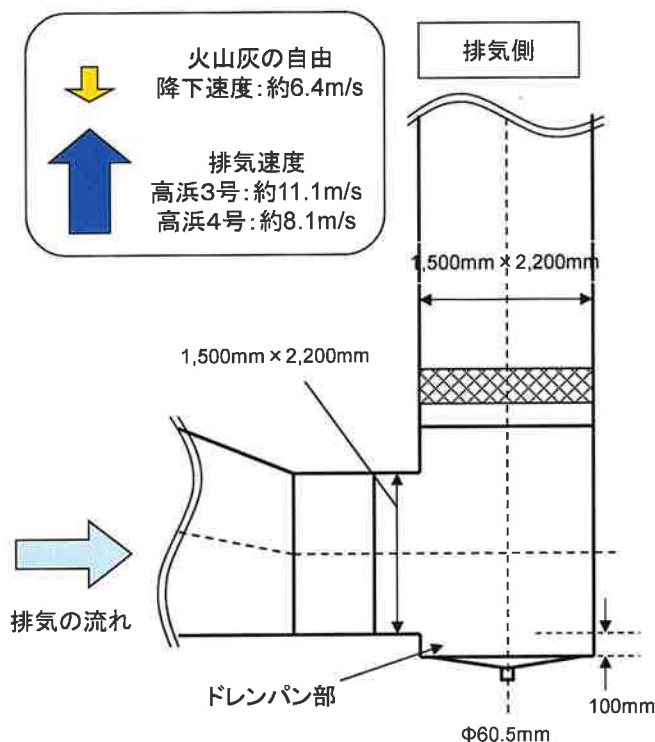 火山灰の自由
降下速度：約6.4m/s
排気速度
高浜3号：約11.1m/s
高浜4号：約8.1m/s
排気側
1,500mm×2,200mm
1,500mm×2,200mm
排気の流れ
ドレンパン部
100mm
Φ60.5mm